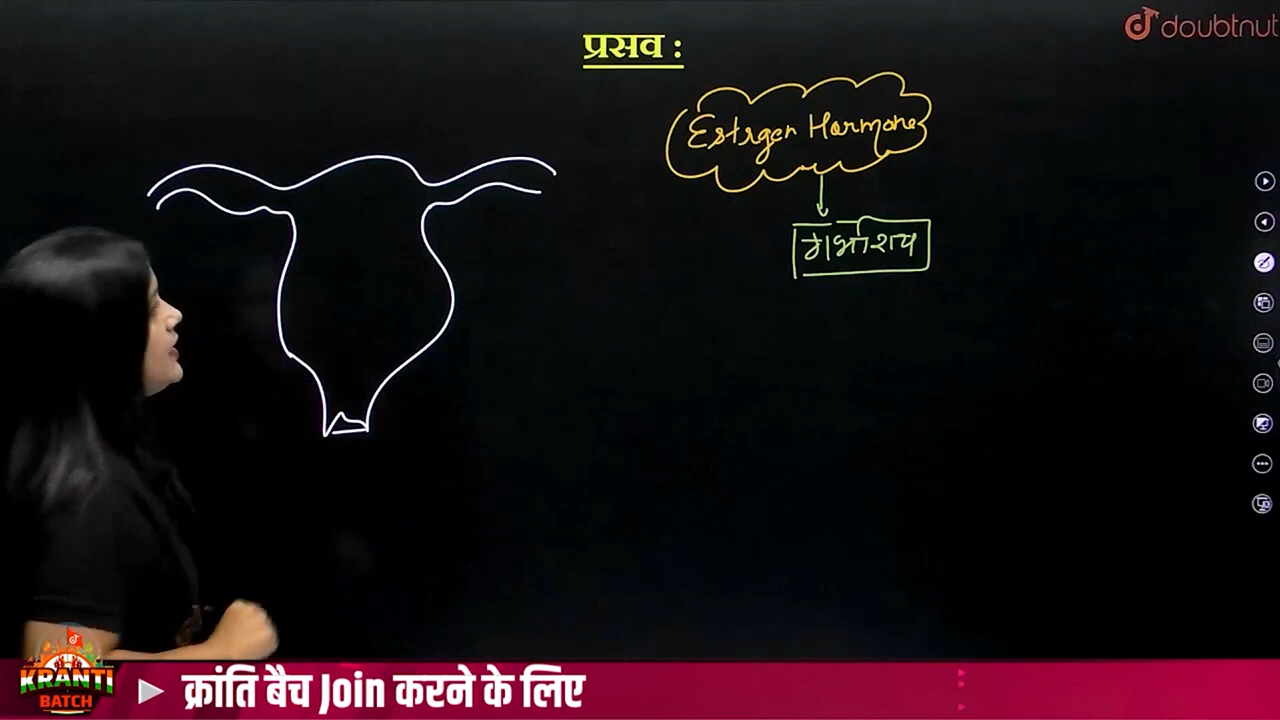 प्रसव :
doubtnut
Estrgen Hormone
गर्भाशय
KRANTI
BATCH
क्रांति बैच Join करने के लिए